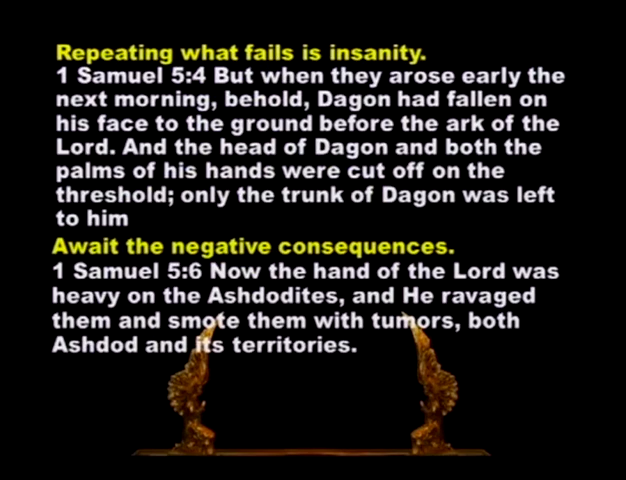 Repeating what fails is insanity.
1 Samuel 5:4 But when they arose early the
next morning, behold, Dagon had fallen on
his face to the ground before the ark of the
Lord. And the head of Dagon and both the
palms of his hands were cut off on the
threshold; only the trunk of Dagon was left
to him
Await the negative consequences.
1 Samuel 5:6 Now the hand of the Lord was
heavy on the Ashdodites, and He ravaged
them and smote them with tumors, both
Ashdod and its territories.